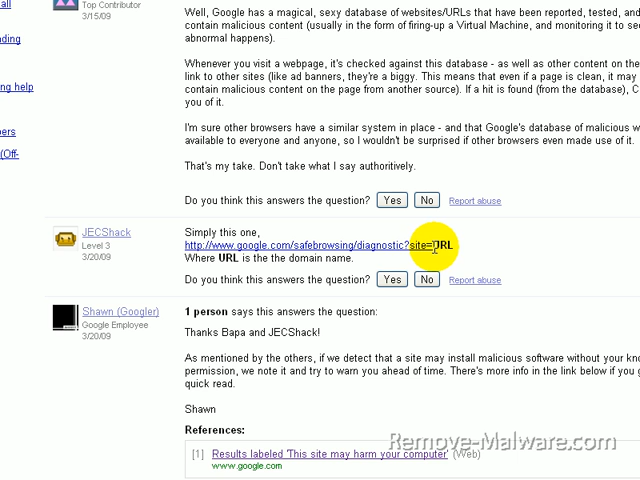 all
Top Contributor
3/15/09
ading
ng help
pers
(Off-
Well, Google has a magical, sexy database of websites/URLs that have been reported, tested, and
contain malicious content (usually in the form of firing-up a Virtual Machine, and monitoring it to se
abnormal happens).
Whenever you visit a webpage, it's checked against this database - as well as other content on the
link to other sites (like ad banners, they're a biggy. This means that even if a page is clean, it may
contain malicious content on the page from another source). If a hit is found (from the database), C
you of it.
I'm sure other browsers have a similar system in place - and that Google's database of malicious w
available to everyone and anyone, so I wouldn't be surprised if other browsers even made use of it.
That's my take. Don't take what I say authoritively.
Do you think this answers the question? Yes No Report abuse
JECShack
Level 3
3/20/09
Simply this one,
http://www.google.com/safebrowsing/diagnostic?site=URL
Where URL is the the domain name.
Do you think this answers the question? Yes No Report abuse
Shawn (Googler)
Google Employee
3/20/09
1 person says this answers the question:
Thanks Bapa and JECShack!
As mentioned by the others, if we detect that a site may install malicious software without your kno
permission, we note it and try to warn you ahead of time. There's more info in the link below if you g
quick read.
Shawn
References:
[1] Results labeled 'This site may harm your computer' (Web)
www.google.com
Remove-Malware.com